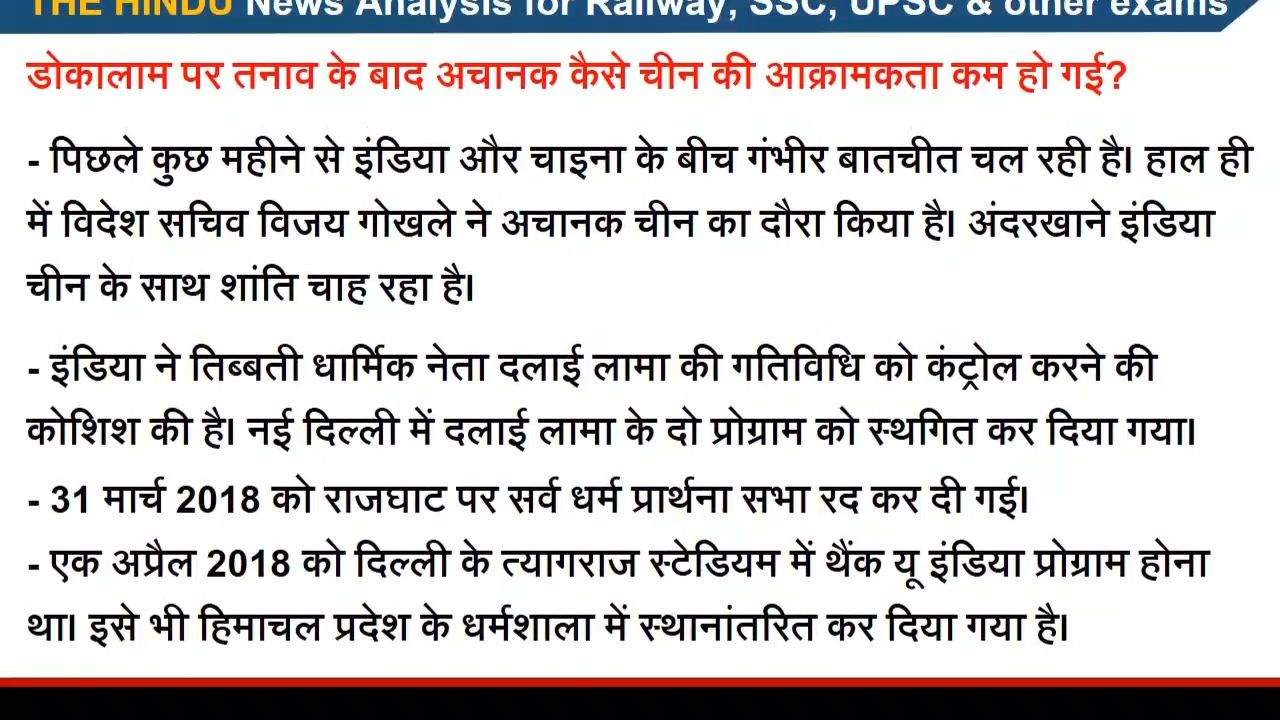 THE HINDU News Analysis for Railway, SSC, UPSC & other exams
डोकालाम पर तनाव के बाद अचानक कैसे चीन की आक्रामकता कम हो गई?
- पिछले कुछ महीने से इंडिया और चाइना के बीच गंभीर बातचीत चल रही है। हाल ही
में विदेश सचिव विजय गोखले ने अचानक चीन का दौरा किया है। अंदरखाने इंडिया
चीन के साथ शांति चाह रहा है।
- इंडिया ने तिब्बती धार्मिक नेता दलाई लामा की गतिविधि को कंट्रोल करने की
कोशिश की है। नई दिल्ली में दलाई लामा के दो प्रोग्राम को स्थगित कर दिया गया।
- 31 मार्च 2018 को राजघाट पर सर्व धर्म प्रार्थना सभा रद कर दी गई।
- एक अप्रैल 2018 को दिल्ली के त्यागराज स्टेडियम में थैंक यू इंडिया प्रोग्राम होना
था। इसे भी हिमाचल प्रदेश के धर्मशाला में स्थानांतरित कर दिया गया है।